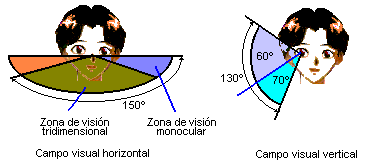 150°
Zona de visión
tridimensional
Zona de visión
monocular
Campo visual horizontal
60°
130°
70°
Campo visual vertical